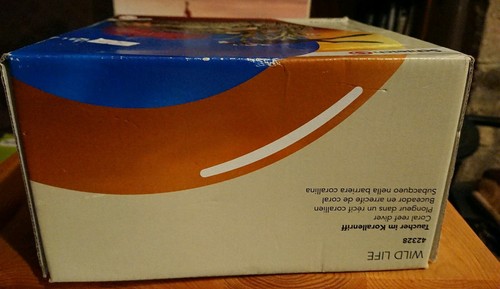 WILD LIFE
42328
Taucher im Korallenriff
Coral reef diver
Plongeur dans un récif corallien
Buceador en arrecife de coral
Subacqueo nella barriera corallina